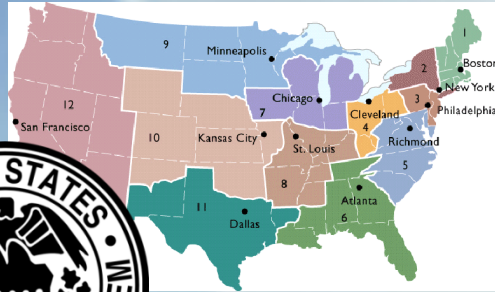 1
9
Minneapolis
Boston
2
New York
Chicago
12
3
7
Cleveland
Philadelphia
San Francisco
4
10
Kansas City
St. Louis
Richmond
5
8
STATES
Atlanta
11
Dallas
6